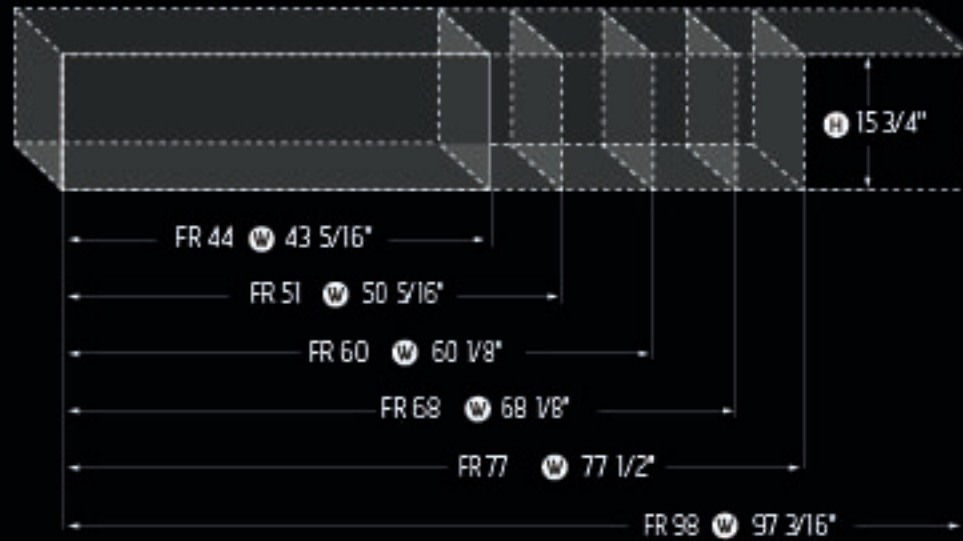 H 15 3/4"
FR 44 W 43 5/16"
FR 51 W 50 5/16"
FR 60 W 60 1/8"
FR 68 W 68 1/8"
FR 77 W 77 1/2"
FR 98 W 97 3/16"